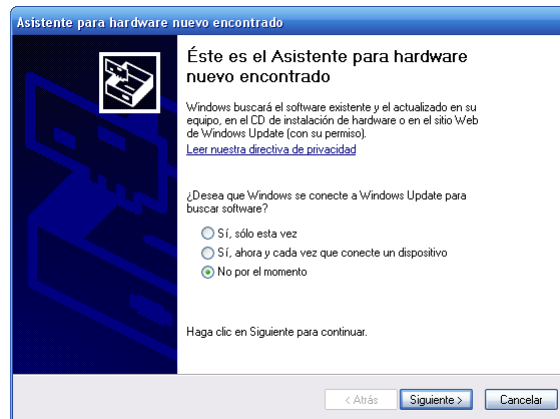 Asistente para hardware nuevo encontrado
Éste es el Asistente para hardware
nuevo encontrado
Windows buscará el software existente y el actualizado en su
equipo, en el CD de instalación de hardware o en el sitio Web
de Windows Update (con su permiso).
Leer nuestra directiva de privacidad
¿Desea que Windows se conecte a Windows Update para
buscar software?
Sí, sólo esta vez
Sí, ahora y cada vez que conecte un dispositivo
No por el momento
Haga clic en Siguiente para continuar.
< Atrás
Siguiente >
Cancelar